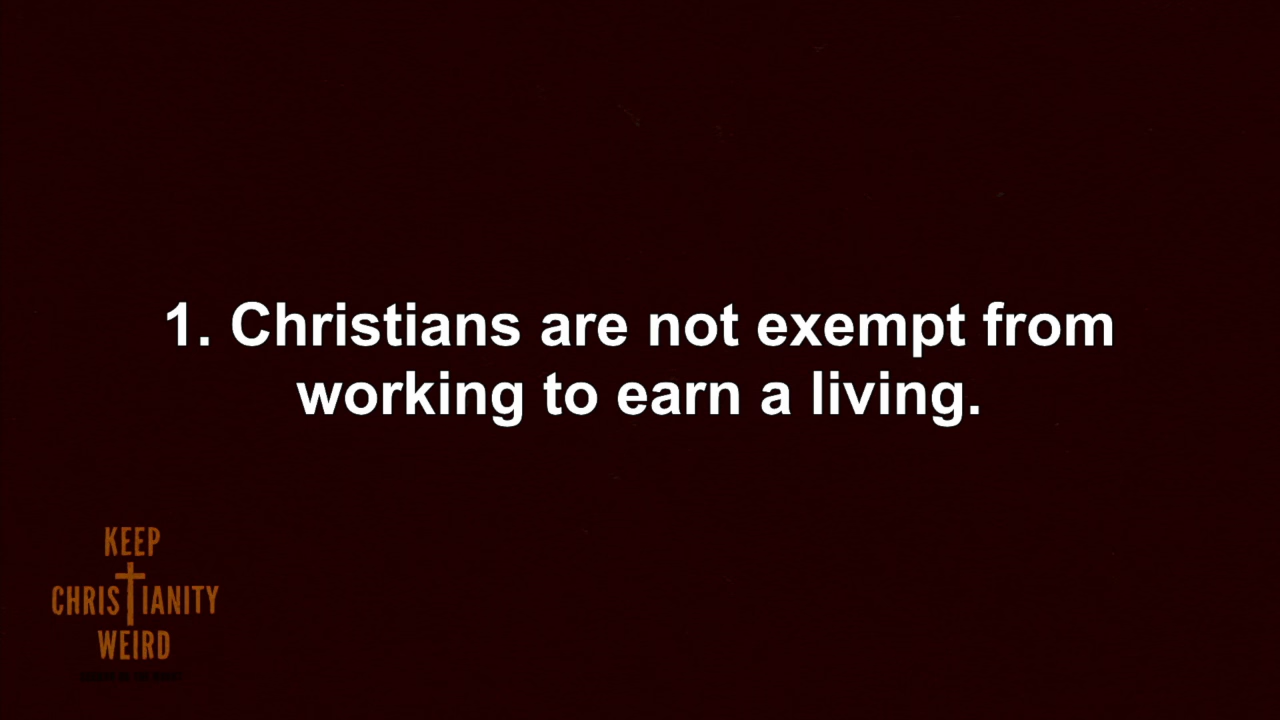 1. Christians are not exempt from
working to earn a living.
KEEP
CHRISTIANITY
WEIRD